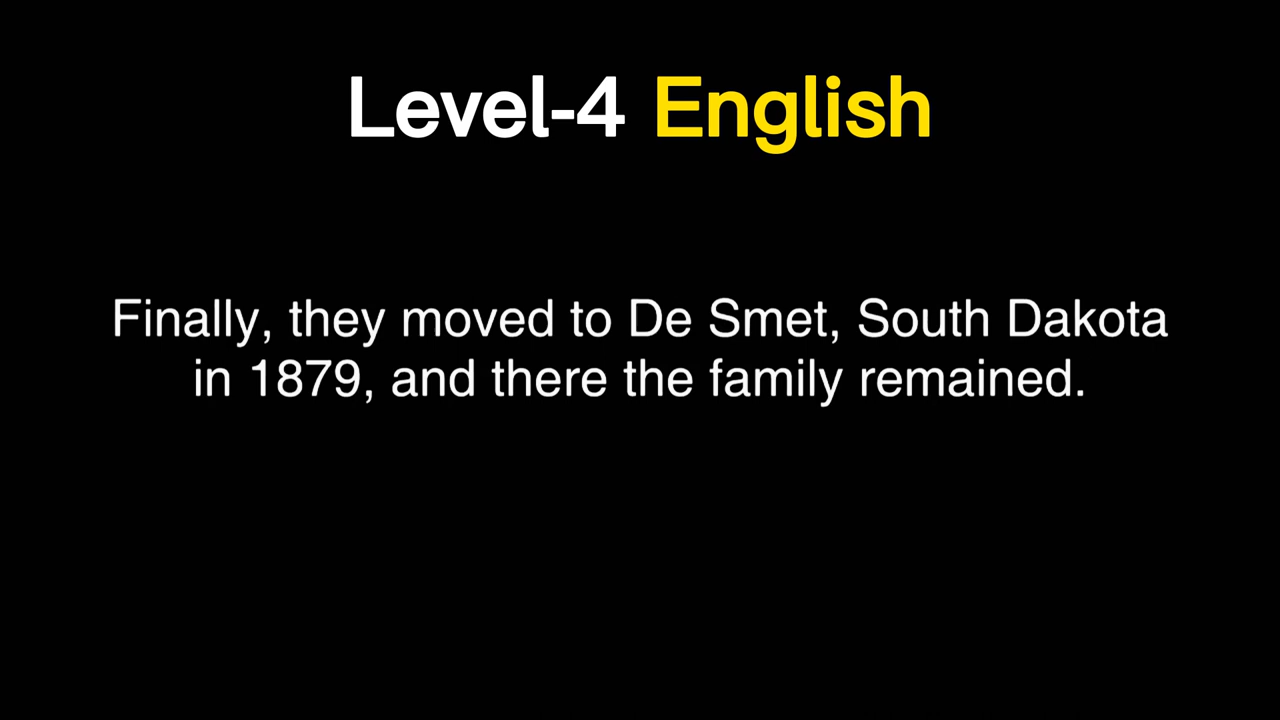 Level-4 English
Finally, they moved to De Smet, South Dakota
in 1879, and there the family remained.